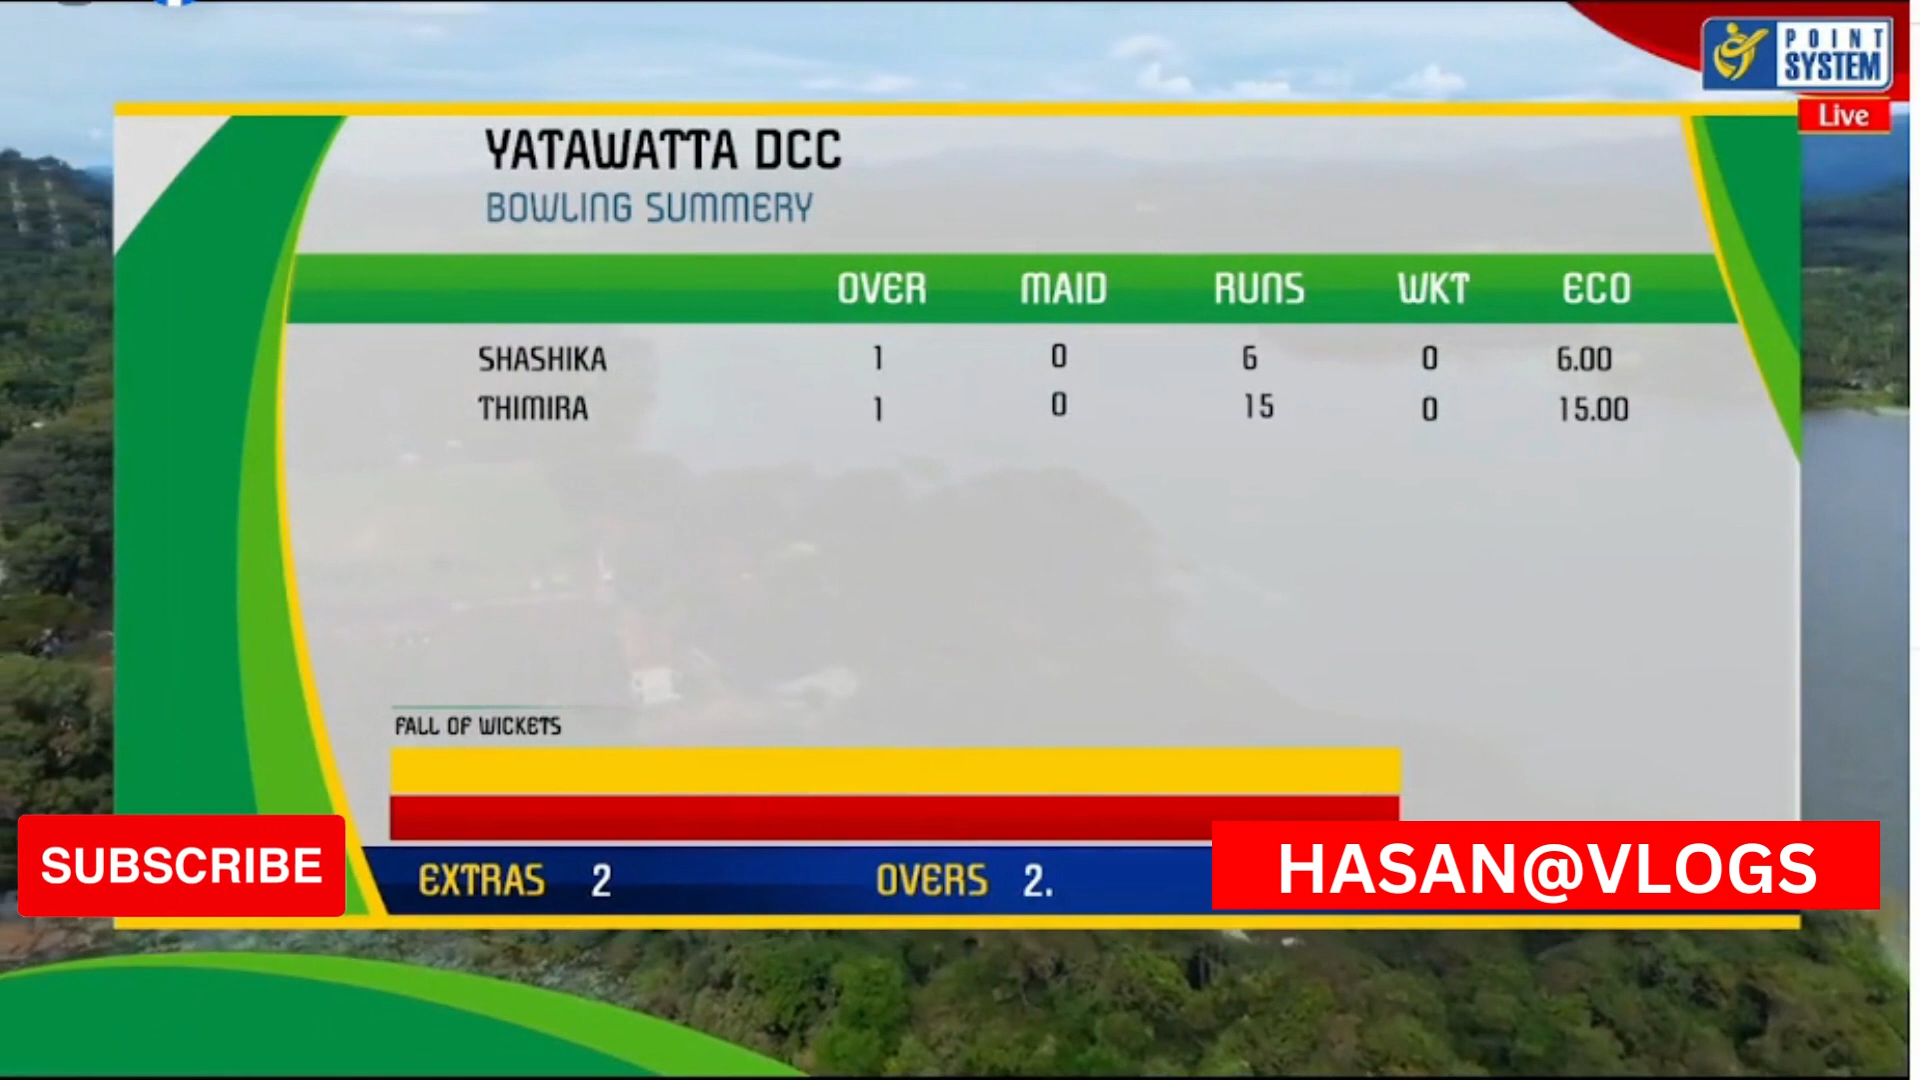 POINT
SYSTEM
Live
YATAWATTA DCC
BOWLING SUMMERY
OVER MAID RUNS WKT ECO
SHASHIKA 1 0 6 0 6.00
THIMIRA 1 0 15 0 15.00
FALL OF WICKETS
EXTRAS 2 OVERS 2.
SUBSCRIBE
HASAN@VLOGS